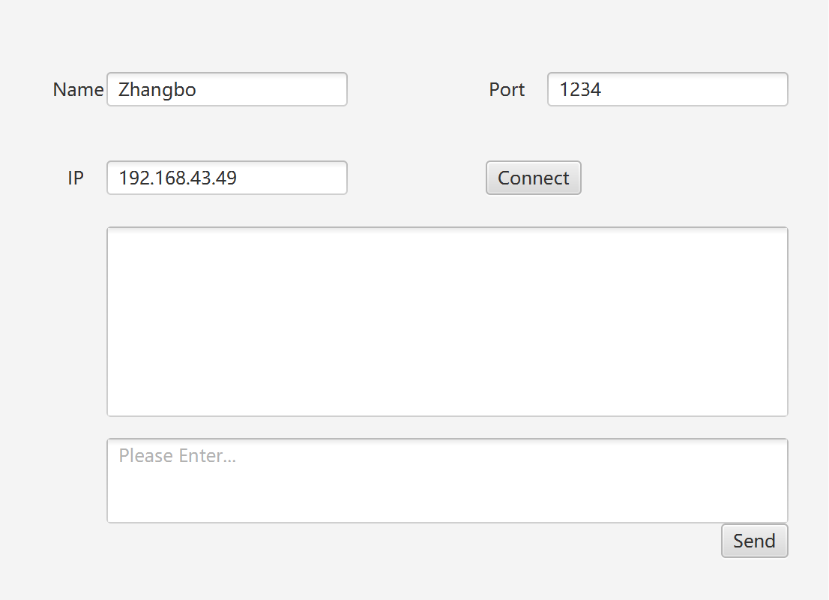 Name Zhangbo Port 1234
IP 192.168.43.49 Connect
Please Enter...
Send